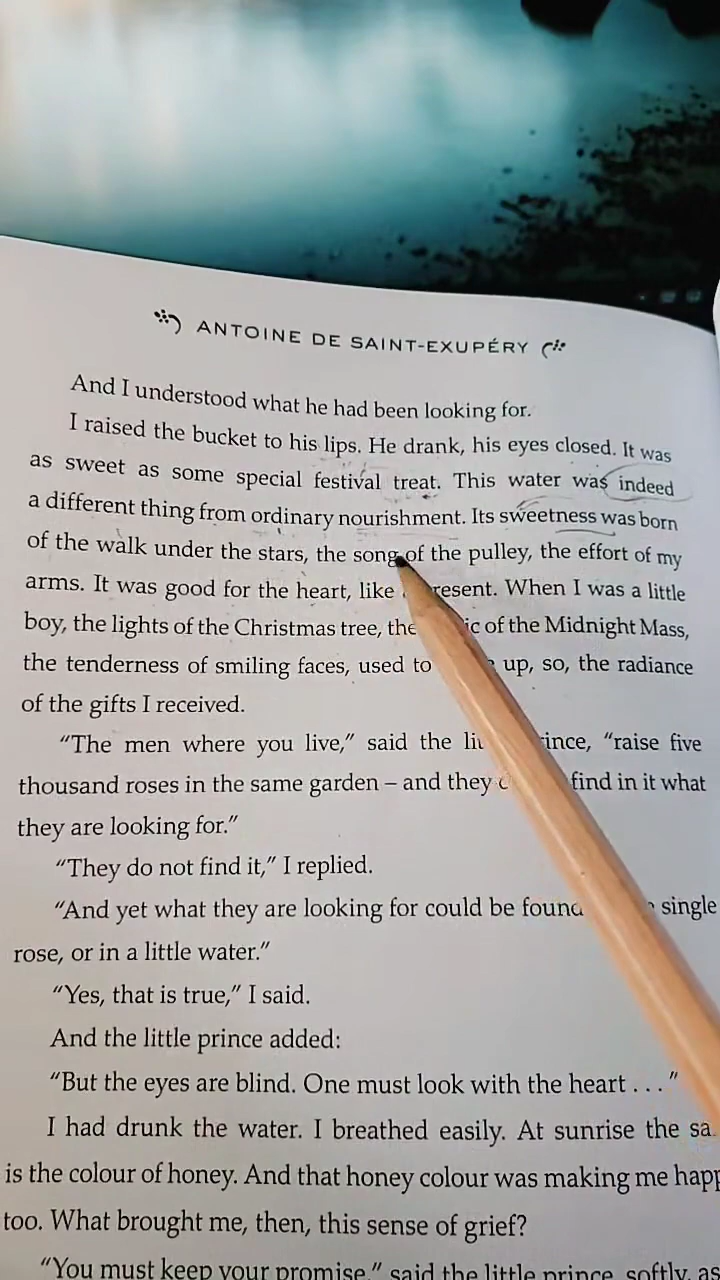 ANTOINE DE SAINT-EXUPÉRY
And I understood what he had been looking for.
I raised the bucket to his lips. He drank, his eyes closed. It was
as sweet as some special festival treat. This water was indeed
a different thing from ordinary nourishment. Its sweetness was born
of the walk under the stars, the song of the pulley, the effort of my
arms. It was good for the heart, like resent. When I was a little
boy, the lights of the Christmas tree, the ic of the Midnight Mass,
the tenderness of smiling faces, used to up, so, the radiance
of the gifts I received.
“The men where you live,” said the li ince, “raise five
thousand roses in the same garden – and they find in it what
they are looking for.”
“They do not find it,” I replied.
“And yet what they are looking for could be found single
rose, or in a little water.”
“Yes, that is true,” I said.
And the little prince added:
“But the eyes are blind. One must look with the heart . . .”
I had drunk the water. I breathed easily. At sunrise the sa
is the colour of honey. And that honey colour was making me happ
too. What brought me, then, this sense of grief?
“You must keep your promise,” said the little prince, softly, as